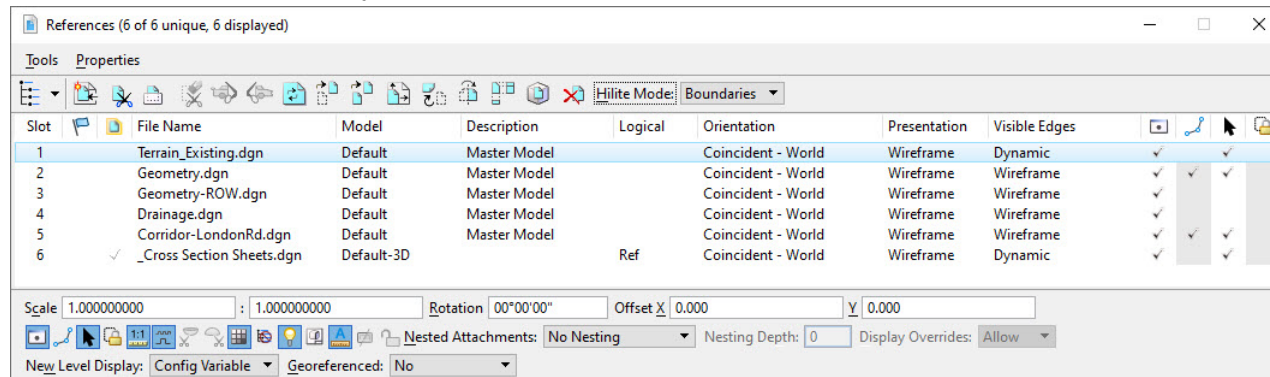 References (6 of 6 unique, 6 displayed)
Tools Properties
Hilite Mode: Boundaries
Slot File Name Model Description Logical Orientation Presentation Visible Edges
1 Terrain_Existing.dgn Default Master Model Coincident - World Wireframe Dynamic
2 Geometry.dgn Default Master Model Coincident - World Wireframe Wireframe
3 Geometry-ROW.dgn Default Master Model Coincident - World Wireframe Wireframe
4 Drainage.dgn Default Master Model Coincident - World Wireframe Wireframe
5 Corridor-LondonRd.dgn Default Master Model Coincident - World Wireframe Wireframe
6 _Cross Section Sheets.dgn Default-3D Ref Coincident - World Wireframe Dynamic
Scale 1.000000000 : 1.000000000 Rotation 00°00'00" Offset X 0.000 Y 0.000
1:1 Nested Attachments: No Nesting Nesting Depth: 0 Display Overrides: Allow
New Level Display: Config Variable Georeferenced: No